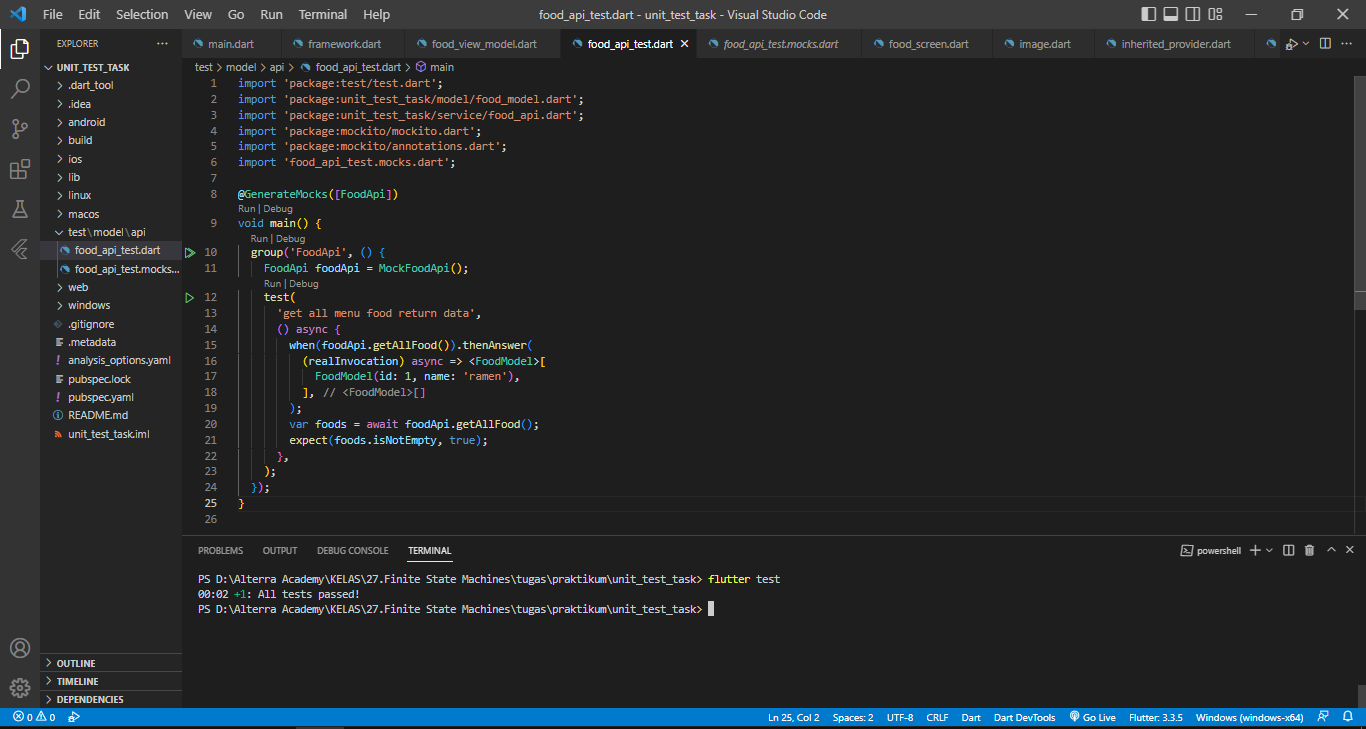 File Edit Selection View Go Run Terminal Help food_api_test.dart - unit_test_task - Visual Studio Code
EXPLORER ···
main.dart framework.dart food_view_model.dart food_api_test.dart food_api_test.mocks.dart food_screen.dart image.dart inherited_provider.dart
UNIT_TEST_TASK
.dart_tool
.idea
android
build
ios
lib
linux
macos
test\model\api
food_api_test.dart
food_api_test.mocks...
web
windows
.gitignore
.metadata
analysis_options.yaml
pubspec.lock
pubspec.yaml
README.md
unit_test_task.iml
OUTLINE
TIMELINE
DEPENDENCIES
test > model > api > food_api_test.dart > main
1 import 'package:test/test.dart';
2 import 'package:unit_test_task/model/food_model.dart';
3 import 'package:unit_test_task/service/food_api.dart';
4 import 'package:mockito/mockito.dart';
5 import 'package:mockito/annotations.dart';
6 import 'food_api_test.mocks.dart';
7
8 @GenerateMocks([FoodApi])
Run | Debug
9 void main() {
Run | Debug
10 group('FoodApi', () {
11 FoodApi foodApi = MockFoodApi();
Run | Debug
12 test(
13 'get all menu food return data',
14 () async {
15 when(foodApi.getAllFood()).thenAnswer(
16 (realInvocation) async => <FoodModel>[
17 FoodModel(id: 1, name: 'ramen'),
18 ], // <FoodModel>[]
19 );
20 var foods = await foodApi.getAllFood();
21 expect(foods.isNotEmpty, true);
22 },
23 );
24 });
25 }
26
PROBLEMS OUTPUT DEBUG CONSOLE TERMINAL powershell
PS D:\Alterra Academy\KELAS\27.Finite State Machines\tugas\praktikum\unit_test_task> flutter test
00:02 +1: All tests passed!
PS D:\Alterra Academy\KELAS\27.Finite State Machines\tugas\praktikum\unit_test_task>
0 0 Ln 25, Col 2 Spaces: 2 UTF-8 CRLF Dart Dart DevTools Go Live Flutter: 3.3.5 Windows (windows-x64)